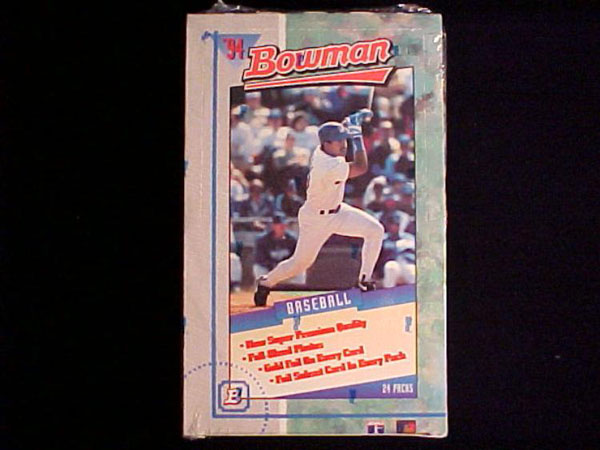 '94
Bowman
BASEBALL
• New Super Premium Quality
• Full-Bleed Photos
• Gold Foil On Every Card
• Foil Subset Card In Every Pack
B
24 PACKS